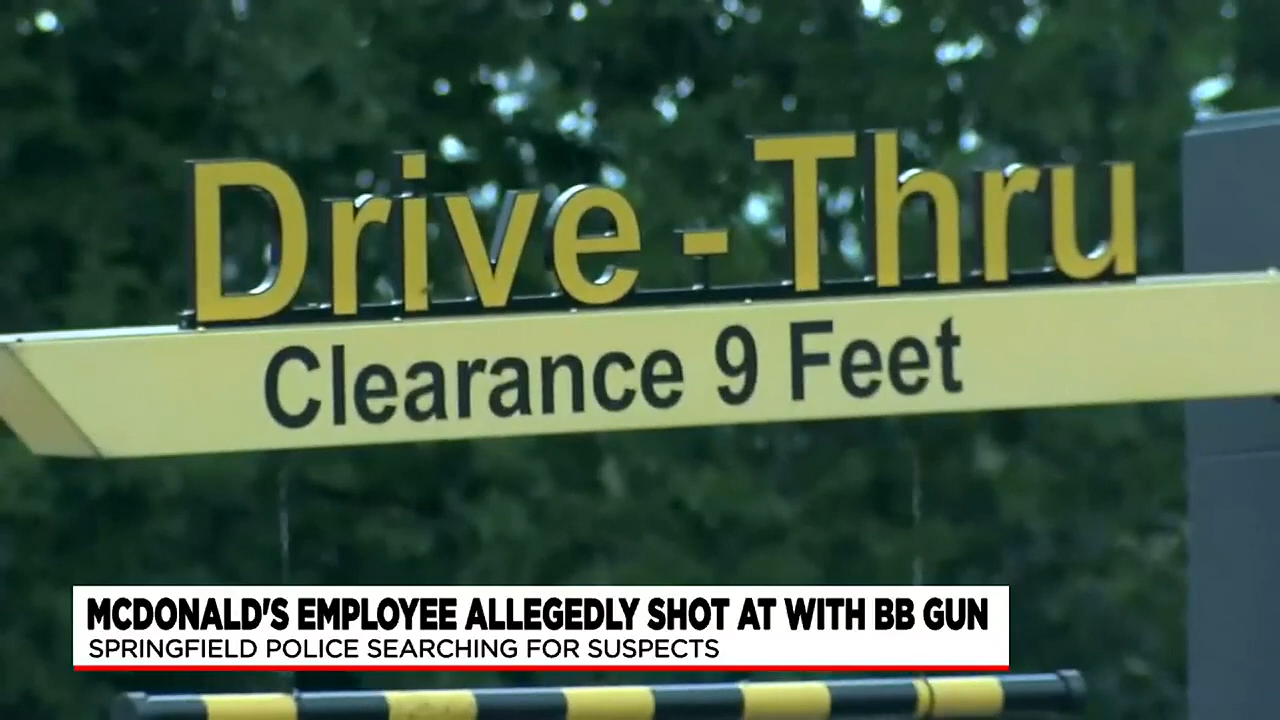 Drive-Thru
Clearance 9 Feet
MCDONALD'S EMPLOYEE ALLEGEDLY SHOT AT WITH BB GUN
SPRINGFIELD POLICE SEARCHING FOR SUSPECTS